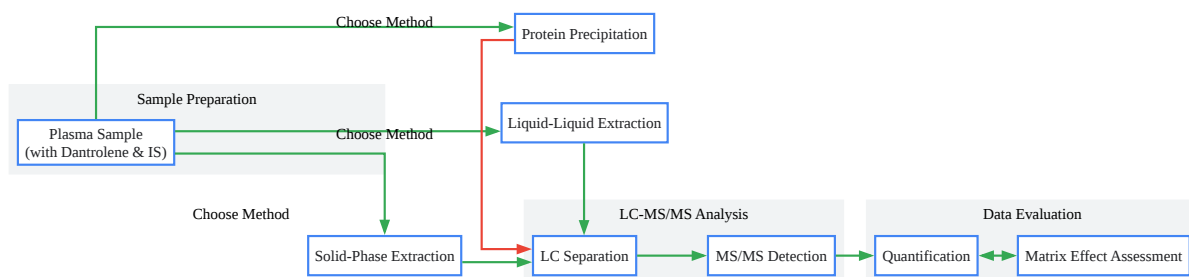 Choose Method
Protein Precipitation
Sample Preparation
Plasma Sample
(with Dantrolene & IS)
Choose Method
Liquid-Liquid Extraction
Choose Method
LC-MS/MS Analysis
Data Evaluation
Solid-Phase Extraction
LC Separation
MS/MS Detection
Quantification
Matrix Effect Assessment